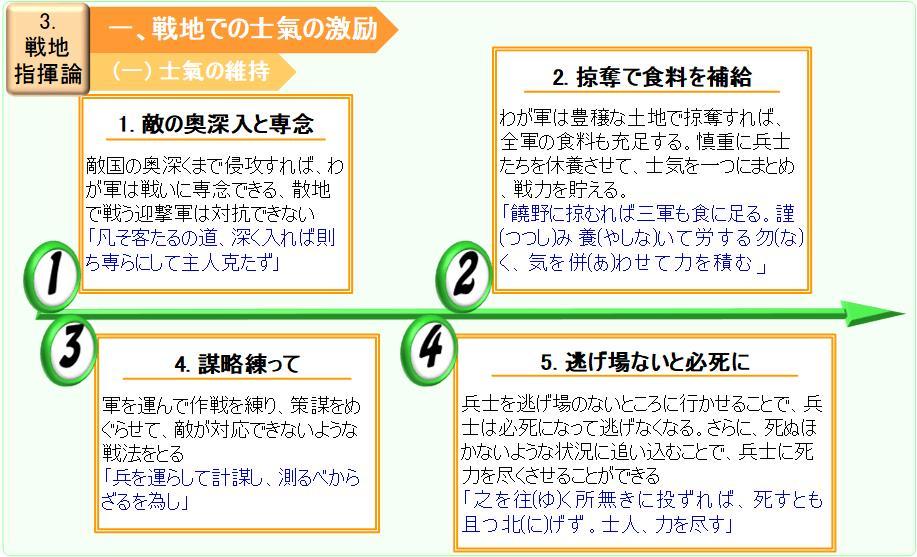 3.
戦地
指揮論
一、戦地での士氣の激励
(一)士氣の維持
1. 敵の奥深入と専念
敵国の奥深くまで侵攻すれば、わ
が軍は戦いに専念できる、散地
で戦う迎撃軍は対抗できない
「凡そ客たるの道、深く入れば則
ち専らにして主人克たず」
1
2. 掠奪で食料を補給
わが軍は豊穣な土地で掠奪すれば、
全軍の食料も充足する。慎重に兵士
たちを休養させて、士気を一つにまとめ
、戦力を貯える。
「饒野に掠むれば三軍も食に足る。謹
(つつし)み 養(やしな)いて労する勿(な)
く、気を併(あ)わせて力を積む 」
2
3
4. 謀略練って
軍を運んで作戦を練り、策謀をめ
ぐらせて、敵が対応できないような
戦法をとる
「兵を運らして計謀し、測るべから
ざるを為し」
4
5. 逃げ場ないと必死に
兵士を逃げ場のないところに行かせることで、兵
士は必死になって逃げなくなる。さらに、死ぬほ
かないような状況に追い込むことで、兵士に死
力を尽くさせることができる
「之を往(ゆ)く所無きに投ずれば、死すとも
且つ北(に)げず。士人、力を尽す」